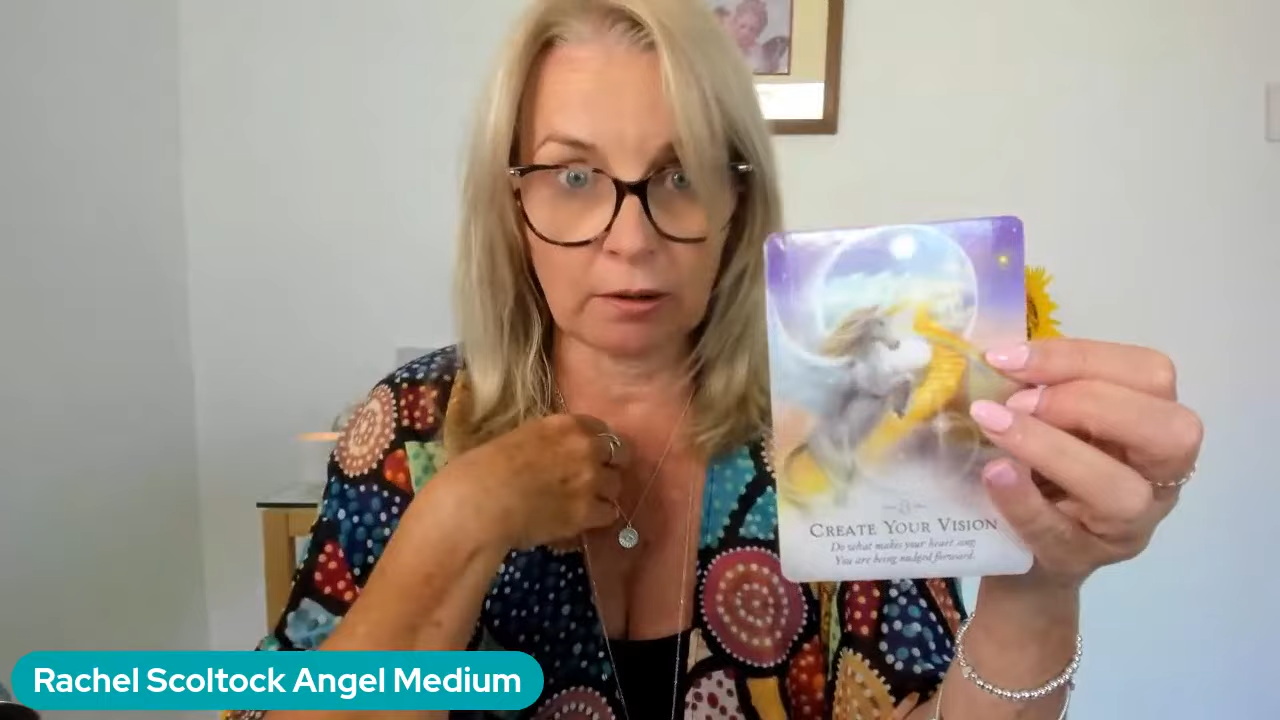 CREATE YOUR VISION
Do what makes your heart sing
You are being nudged forward.
Rachel Scoltock Angel Medium